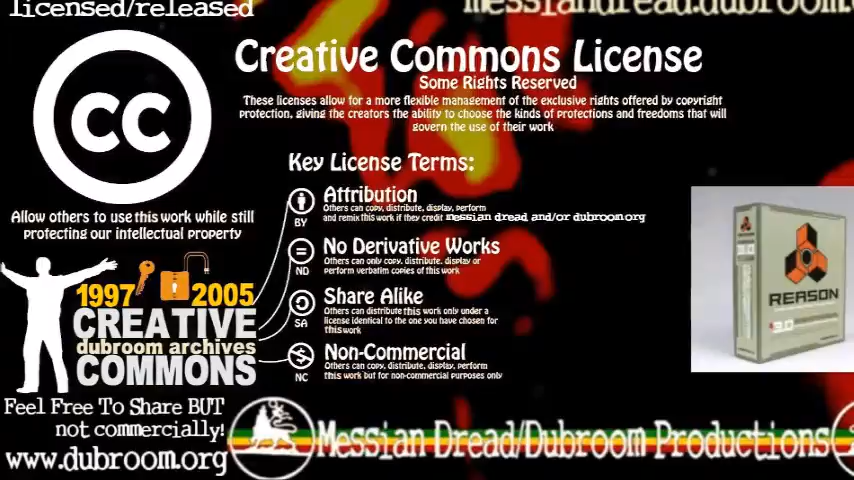 licensed/released
messiandread.dubroom.o
cc
Creative Commons License
Some Rights Reserved
These licenses allow for a more flexible management of the exclusive rights offered by copyright
protection, giving the creators the ability to choose the kinds of protections and freedoms that will
govern the use of their work
Key License Terms:
Allow others to use this work while still
protecting our intellectual property
BY
Attribution
Others can copy, distribute, display, perform
and remix this work if they credit messian dread and/or dubroom.org
ND
No Derivative Works
Others can only copy, distribute, display or
perform verbatim copies of this work
SA
Share Alike
Others can distribute this work only under a
license identical to the one you have chosen for
this work
NC
Non-Commercial
Others can copy, distribute, display, perform
this work but for non-commercial purposes only
1997 2005
CREATIVE
dubroom archives
COMMONS
REASON
3.0
Feel Free To Share BUT
not commercially!
www.dubroom.org
Messian Dread/Dubroom Productions